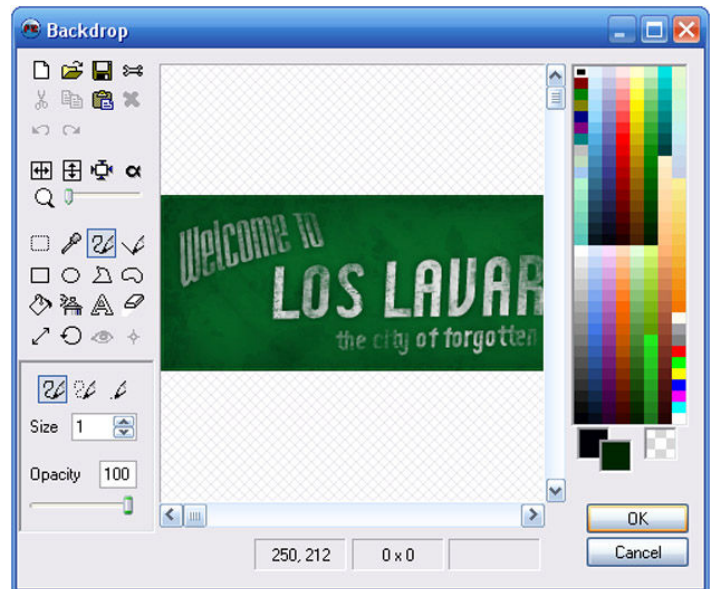 Backdrop
Welcome to
LOS LAVAR
the city of forgotten
Size 1
Opacity 100
250, 212 0 x 0
OK
Cancel